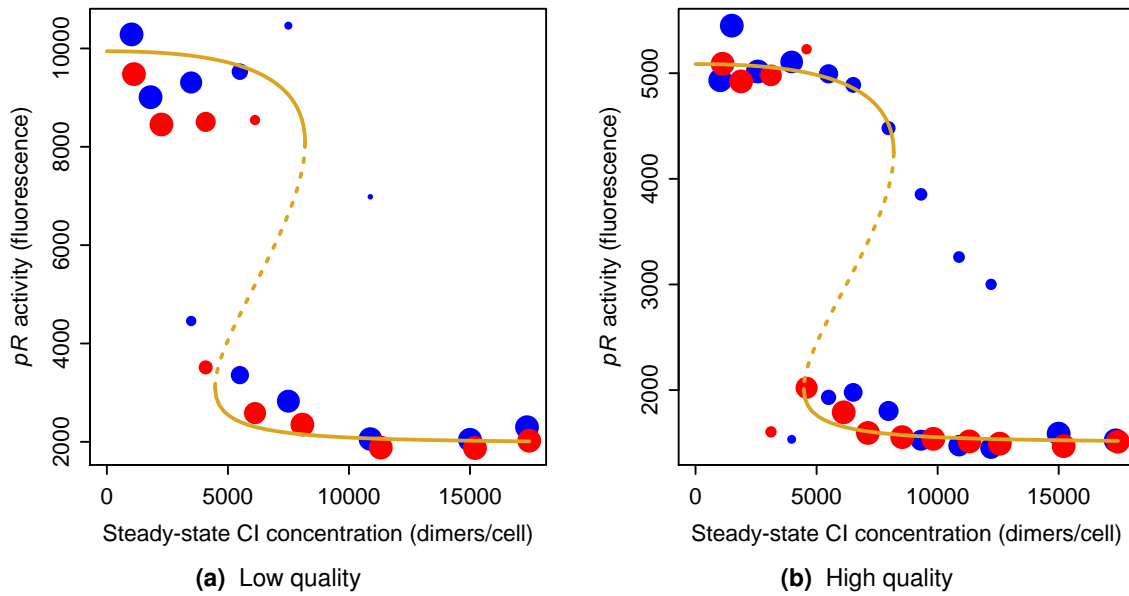 pR activity (fluorescence)
10000
8000
6000
4000
2000
0 5000 10000 15000
Steady-state CI concentration (dimers/cell)
(a) Low quality
pR activity (fluorescence)
5000
4000
3000
2000
0 5000 10000 15000
Steady-state CI concentration (dimers/cell)
(b) High quality